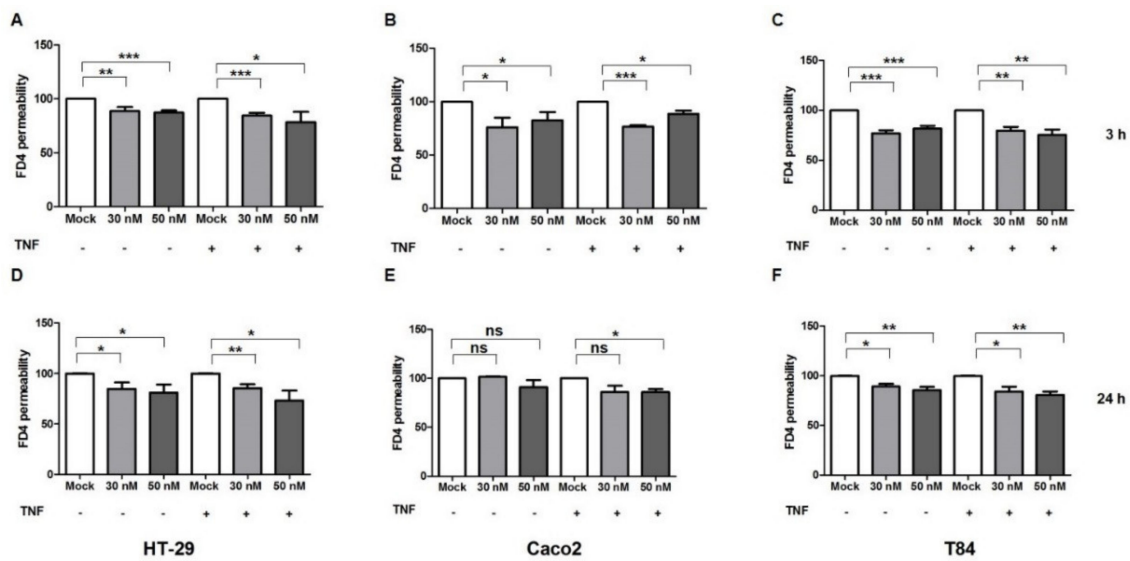 A
B
C
150
100
50
0
FD4 permeability
** *** *** *
Mock 30 nM 50 nM Mock 30 nM 50 nM
TNF - - - + + +
150
100
50
0
FD4 permeability
* * *** *
Mock 30 nM 50 nM Mock 30 nM 50 nM
TNF - - - + + +
150
100
50
0
FD4 permeability
*** *** ** **
Mock 30 nM 50 nM Mock 30 nM 50 nM
TNF - - - + + +
3 h
D
E
F
150
100
50
0
FD4 permeability
* * ** *
Mock 30 nM 50 nM Mock 30 nM 50 nM
TNF - - - + + +
150
100
50
0
FD4 permeability
ns ns ns *
Mock 30 nM 50 nM Mock 30 nM 50 nM
TNF - - - + + +
150
100
50
0
FD4 permeability
* ** * **
Mock 30 nM 50 nM Mock 30 nM 50 nM
TNF - - - + + +
24 h
HT-29
Caco2
T84